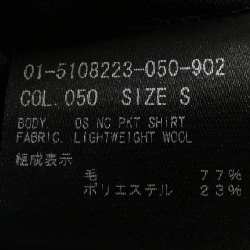 01-5108223-050-902
COL.050 SIZE S
BODY. OS NC PKT SHIRT
FABRIC. LIGHTWEIGHT WOOL
組成表示
毛 77%
ポリエステル 23%